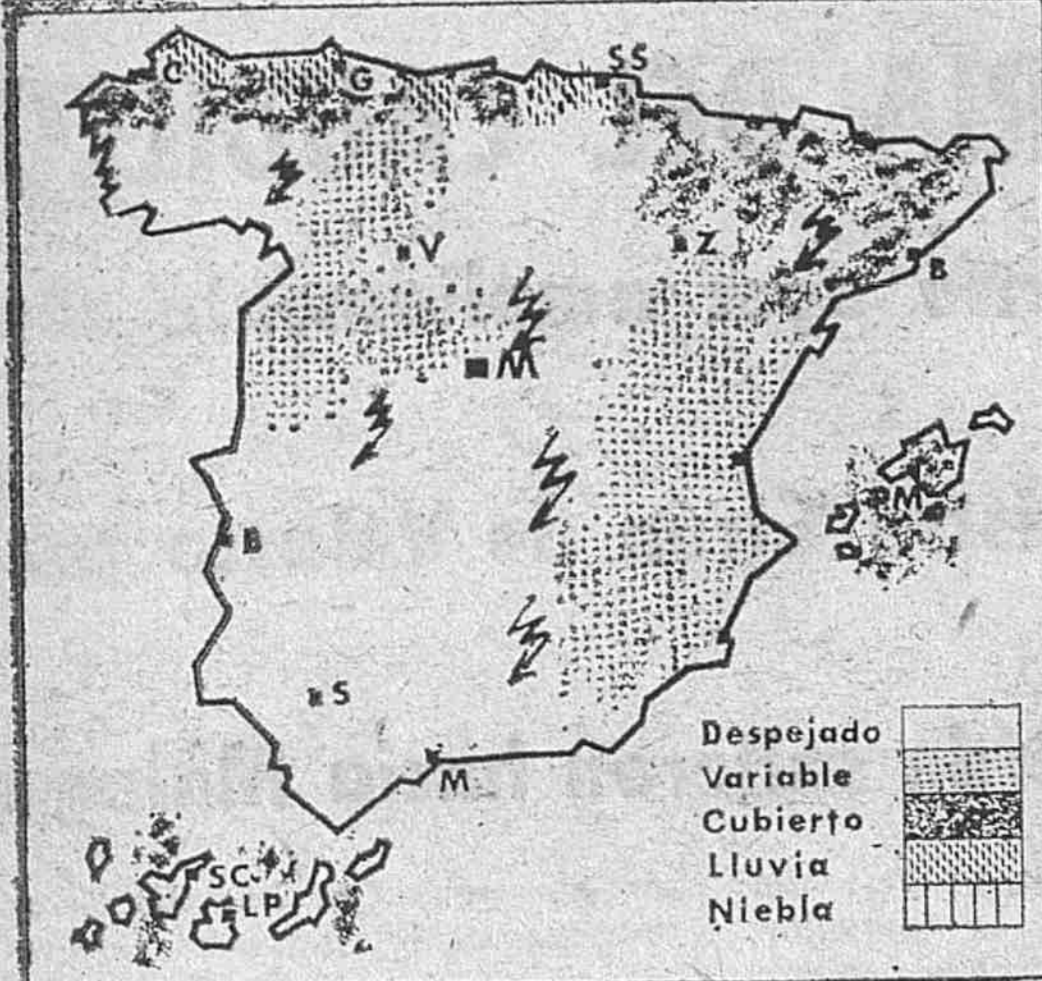 SS
C
G
V
Z
B
M
PM
B
S
M
SC
LP
Despejado
Variable
Cubierto
Lluvia
Niebla